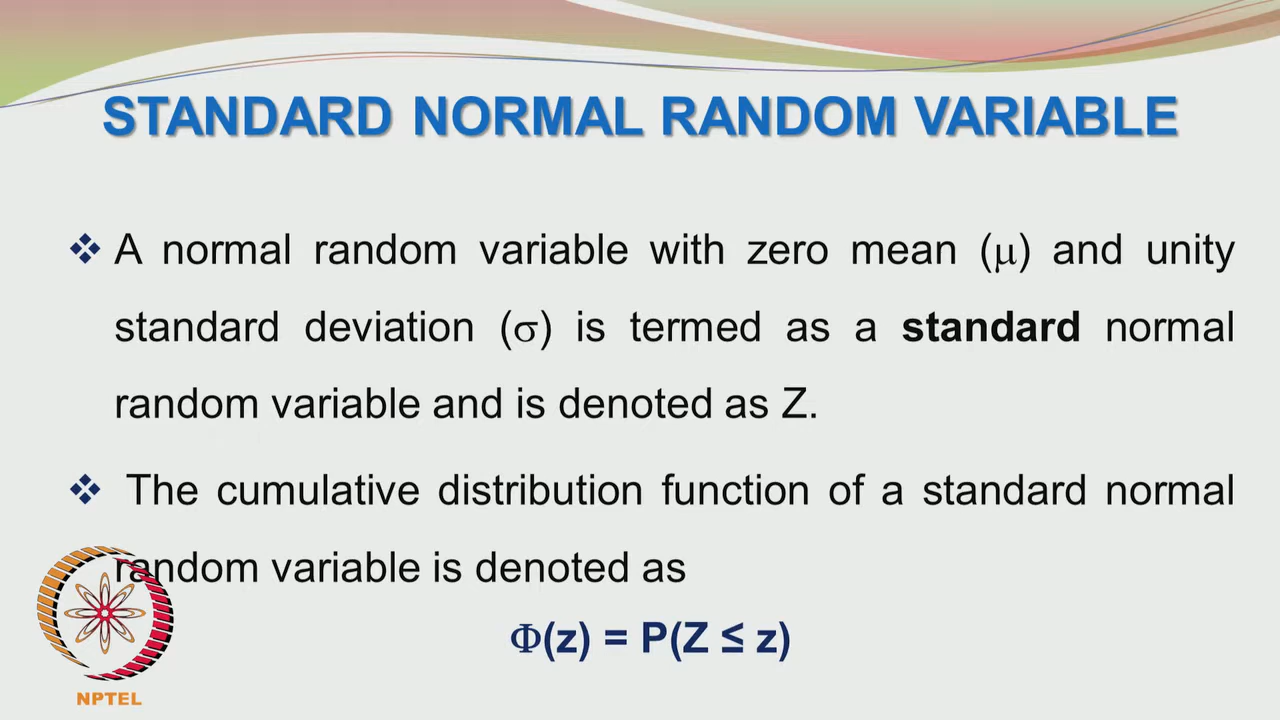 STANDARD NORMAL RANDOM VARIABLE
❖ A normal random variable with zero mean (μ) and unity
standard deviation (σ) is termed as a standard normal
random variable and is denoted as Z.
❖ The cumulative distribution function of a standard normal
random variable is denoted as
Φ(z) = P(Z ≤ z)
NPTEL